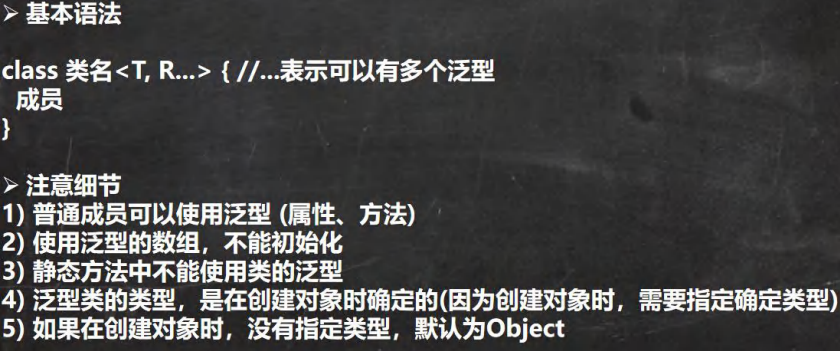 ➢ 基本语法
class 类名<T, R...> { //...表示可以有多个泛型
成员
}
➢ 注意细节
1) 普通成员可以使用泛型 (属性、方法)
2) 使用泛型的数组，不能初始化
3) 静态方法中不能使用类的泛型
4) 泛型类的类型，是在创建对象时确定的(因为创建对象时，需要指定确定类型)
5) 如果在创建对象时，没有指定类型，默认为Object